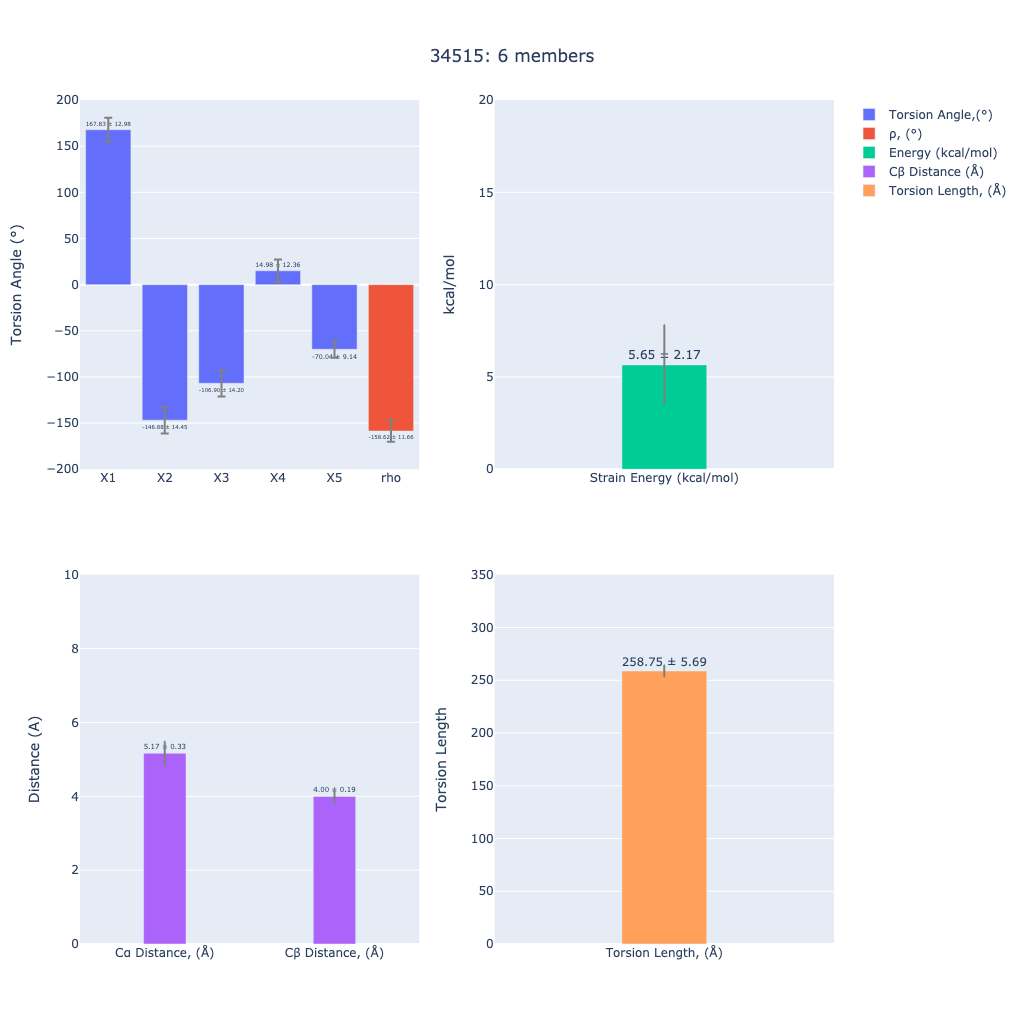 34515: 6 members
Torsion Angle (°)
200
150
100
50
0
−50
−100
−150
−200
167.83 ± 12.98
-146.88 ± 14.45
-106.90 ± 14.20
14.98 ± 12.36
-70.04 ± 9.14
-158.62 ± 11.66
X1 X2 X3 X4 X5 rho
kcal/mol
20
15
10
5
0
5.65 ± 2.17
Strain Energy (kcal/mol)
Torsion Angle,(°)
ρ, (°)
Energy (kcal/mol)
Cβ Distance (Å)
Torsion Length, (Å)
Distance (A)
10
8
6
4
2
0
5.17 ± 0.33
4.00 ± 0.19
Cα Distance, (Å) Cβ Distance, (Å)
Torsion Length
350
300
250
200
150
100
50
0
258.75 ± 5.69
Torsion Length, (Å)